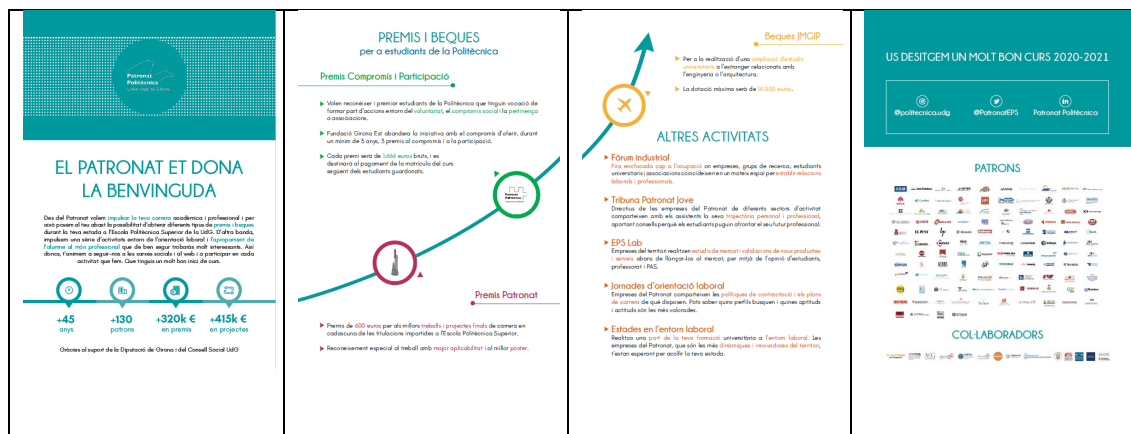 Patronat
Politècnica
Universitat de Girona
EL PATRONAT ET DONA
LA BENVINGUDA
Des del Patronat volem impulsar la teva carrera acadèmica i professional i per
això posem al teu abast la possibilitat d'obtenir diferents tipus de premis i beques
durant la teva estada a l'Escola Politècnica Superior de la UdG. D'altra banda,
impulsem una sèrie d'activitats entorn de l'orientació laboral i l'apropament de
l'alumne al món professional que de ben segur trobaràs molt interessants. Així
doncs, t'animem a seguir-nos a les xarxes socials i al web i a participar en cada
activitat que fem. Que tinguis un molt bon inici de curs.
+45
anys
+130
patrons
+320k €
en premis
+415k €
en projectes
Gràcies al suport de la Diputació de Girona i del Consell Social UdG
PREMIS I BEQUES
per a estudiants de la Politècnica
Premis Compromís i Participació
Volen reconèixer i premiar estudiants de la Politècnica que tinguin vocació de
formar part d'accions entorn del voluntariat, el compromís social i la pertinença
a associacions.
Fundació Girona Est abandera la iniciativa amb el compromís d'oferir, durant
un mínim de 3 anys, 3 premis al compromís i a la participació.
Cada premi serà de 1.666 euros bruts, i es
destinarà al pagament de la matrícula del curs
següent dels estudiants guardonats.
Premis Patronat
Premis de 600 euros per als millors treballs i projectes finals de carrera en
cadascuna de les titulacions impartides a l'Escola Politècnica Superior.
Reconeixement especial al treball amb major aplicabilitat i al millor pòster.
Beques JMGIP
Per a la realització d'una ampliació d'estudis
universitaris a l'estranger relacionats amb
l'enginyeria o l'arquitectura.
La dotació màxima serà de 14.000 euros.
ALTRES ACTIVITATS
Fòrum industrial
Fira enfocada cap a l'ocupació on empreses, grups de recerca, estudiants
universitaris i associacions coincideixen en un mateix espai per establir relacions
laborals i professionals.
Tribuna Patronat Jove
Directius de les empreses del Patronat de diferents sectors d'activitat
comparteixen amb els assistents la seva trajectòria personal i professional,
aportant consells perquè els estudiants puguin afrontar el seu futur professional.
EPS Lab
Empreses del territori realitzen estudis de mercat i validacions de nous productes
i serveis abans de llançar-los al mercat, per mitjà de l'opinió d'estudiants,
professorat i PAS.
Jornades d'orientació laboral
Empreses del Patronat comparteixen les polítiques de contractació i els plans
de carrera de què disposen. Pots saber quins perfils busquen i quines aptituds
i actituds són les més valorades.
Estades en l'entorn laboral
Realitza una part de la teva formació universitària a l'entorn laboral. Les
empreses del Patronat, que són les més dinàmiques i innovadores del territori,
t'estan esperant per acollir la teva estada.
US DESITGEM UN MOLT BON CURS 2020-2021
@politecnica.udg
@PatronatEPS
Patronat Politècnica
PATRONS
COL·LABORADORS